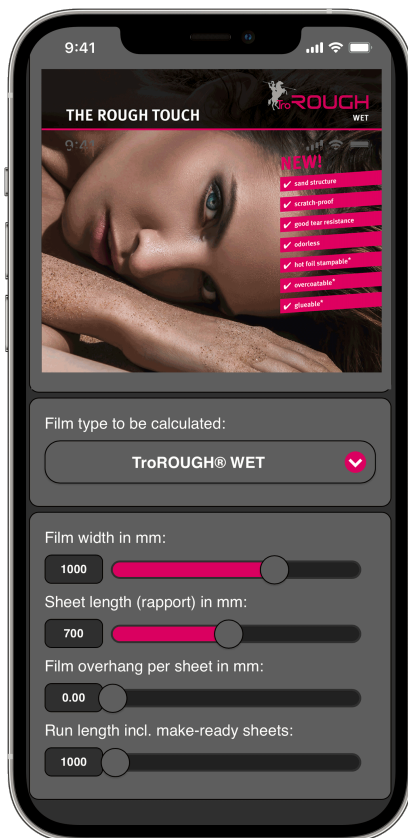 9:41
TroROUGH
WET
THE ROUGH TOUCH
9:41
NEW!
✓ sand structure
✓ scratch-proof
✓ good tear resistance
✓ odorless
✓ hot foil stampable*
✓ overcoatable*
✓ glueable*
Film type to be calculated:
TroROUGH® WET
Film width in mm:
1000
Sheet length (rapport) in mm:
700
Film overhang per sheet in mm:
0.00
Run length incl. make-ready sheets:
1000